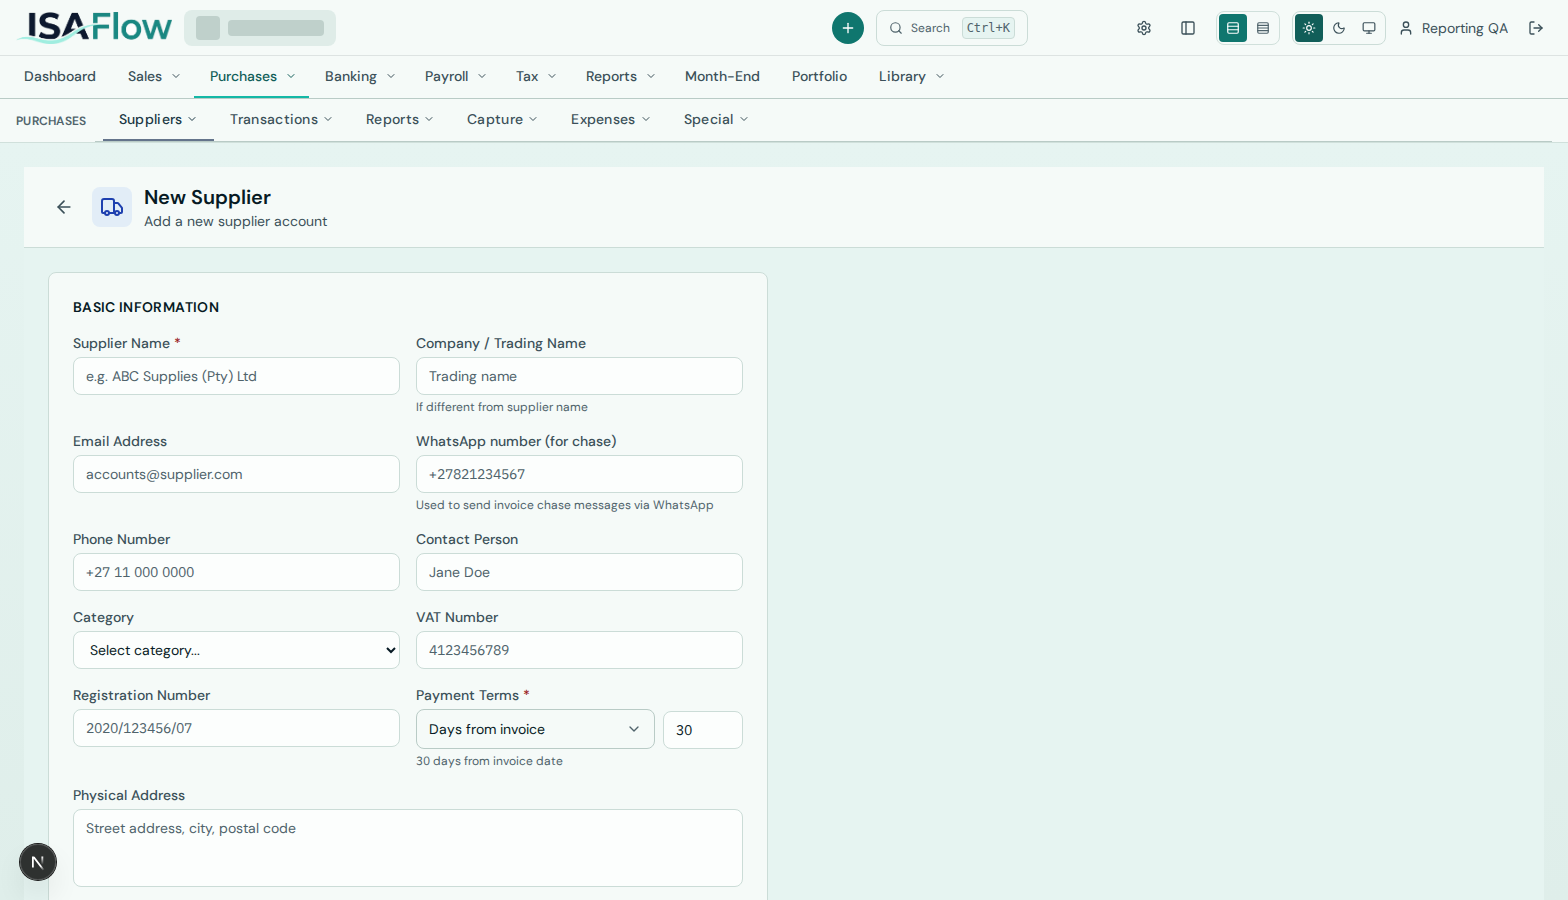 ISAFlow
Search Ctrl+K
Reporting QA
Dashboard Sales Purchases Banking Payroll Tax Reports Month-End Portfolio Library
PURCHASES Suppliers Transactions Reports Capture Expenses Special
New Supplier
Add a new supplier account
BASIC INFORMATION
Supplier Name * Company / Trading Name
e.g. ABC Supplies (Pty) Ltd Trading name
If different from supplier name
Email Address WhatsApp number (for chase)
accounts@supplier.com +27821234567
Used to send invoice chase messages via WhatsApp
Phone Number Contact Person
+27 11 000 0000 Jane Doe
Category VAT Number
Select category... 4123456789
Registration Number Payment Terms *
2020/123456/07 Days from invoice 30
30 days from invoice date
Physical Address
Street address, city, postal code
N